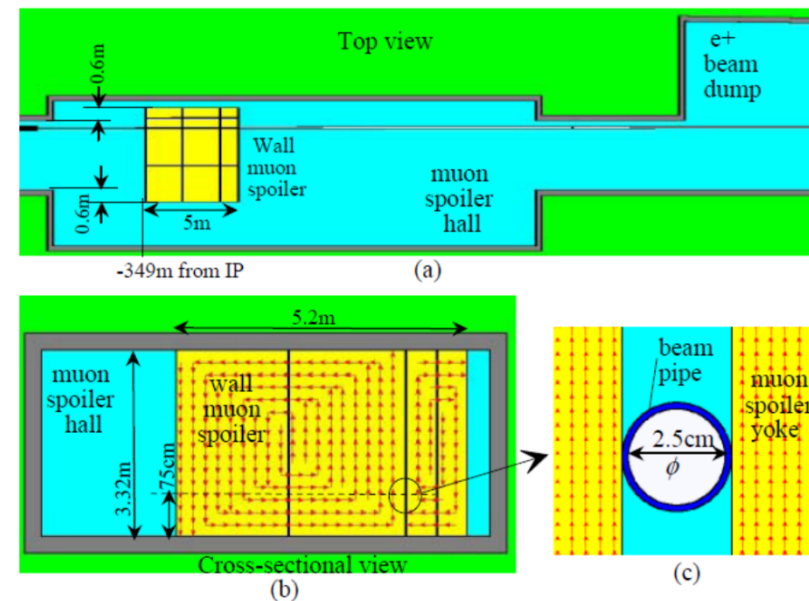 Top view
e+
beam
dump
0.6m
Wall
muon
spoiler
muon
spoiler
hall
0.6m
5m
-349m from IP
(a)
5.2m
muon
spoiler
hall
wall
muon
spoiler
3.32m
75cm
Cross-sectional view
(b)
beam
pipe
muon
spoiler
yoke
2.5cm
ϕ
(c)